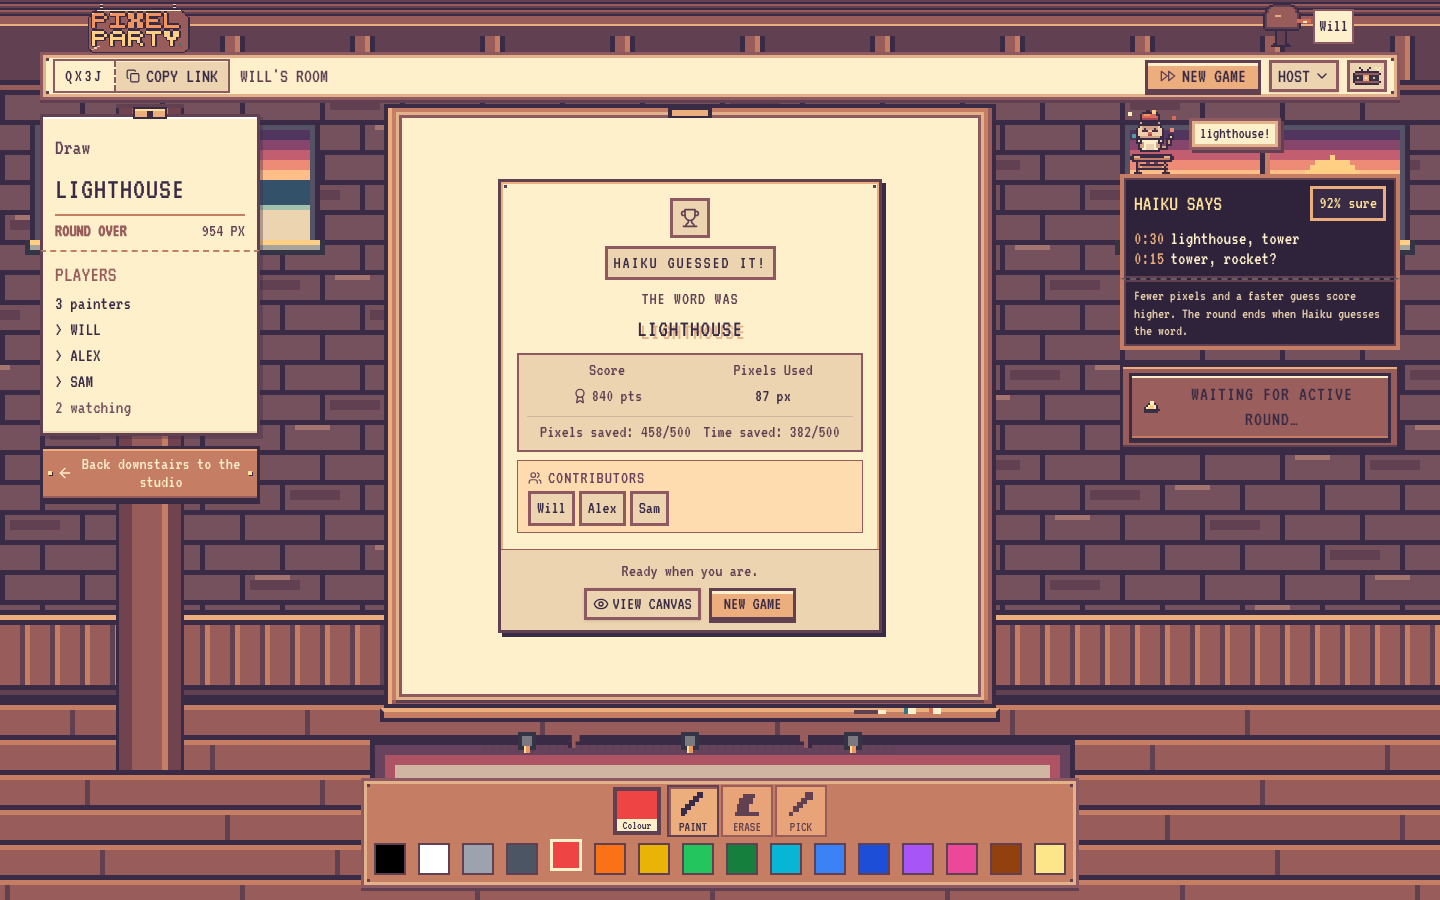 PIXEL
PARTY
Will
QX3J
COPY LINK
WILL'S ROOM
NEW GAME
HOST
Draw
LIGHTHOUSE
ROUND OVER
954 PX
PLAYERS
3 painters
WILL
ALEX
SAM
2 watching
Back downstairs to the
studio
HAIKU GUESSED IT!
THE WORD WAS
LIGHTHOUSE
Score
Pixels Used
840 pts
87 px
Pixels saved: 458/500
Time saved: 382/500
CONTRIBUTORS
Will
Alex
Sam
Ready when you are.
VIEW CANVAS
NEW GAME
lighthouse!
HAIKU SAYS
92% sure
0:30 lighthouse, tower
0:15 tower, rocket?
Fewer pixels and a faster guess score
higher. The round ends when Haiku guesses
the word.
WAITING FOR ACTIVE
ROUND…
Colour
PAINT
ERASE
PICK